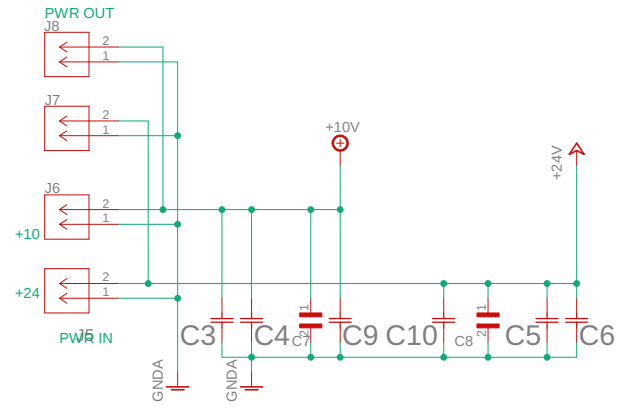 PWR OUT
J8
2
1
J7
2
1
+10V
+24V
J6
2
1
+10
2
1
+24
J5
PWR IN
C3
C4
1
2
C7
C9
C10
1
2
C8
C5
C6
GNDA
GNDA